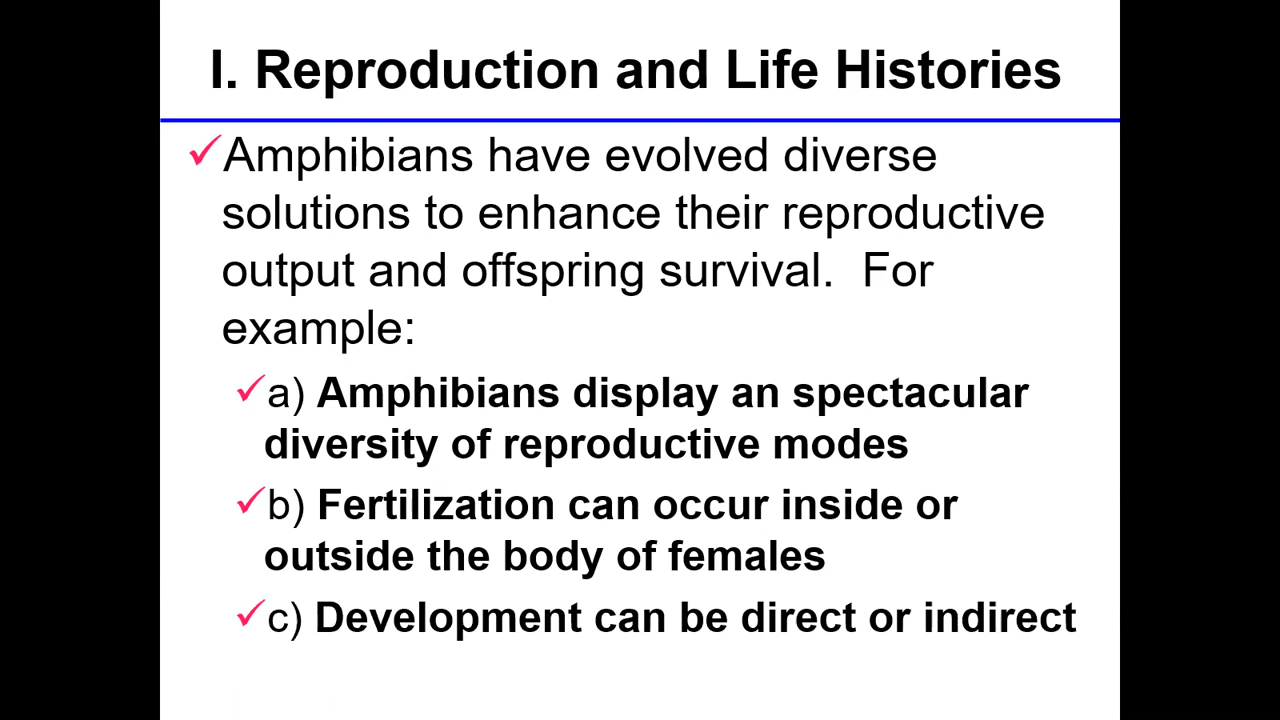 I. Reproduction and Life Histories
✓Amphibians have evolved diverse
solutions to enhance their reproductive
output and offspring survival.  For
example:
✓a) Amphibians display an spectacular
diversity of reproductive modes
✓b) Fertilization can occur inside or
outside the body of females
✓c) Development can be direct or indirect